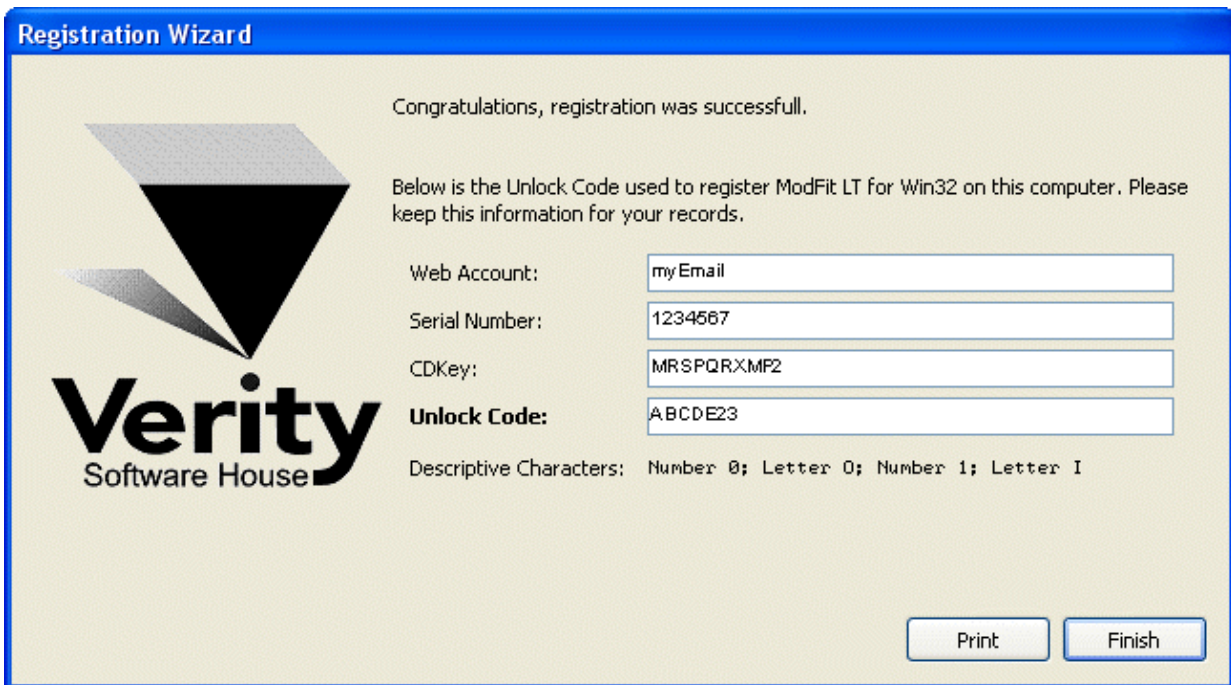 Registration Wizard
Congratulations, registration was successfull.
Below is the Unlock Code used to register ModFit LT for Win32 on this computer. Please
keep this information for your records.
Web Account: myEmail
Serial Number: 1234567
CDKey: MRSPQRXMP2
Unlock Code: ABCDE23
Descriptive Characters: Number 0; Letter O; Number 1; Letter I
Verity
Software House
Print Finish